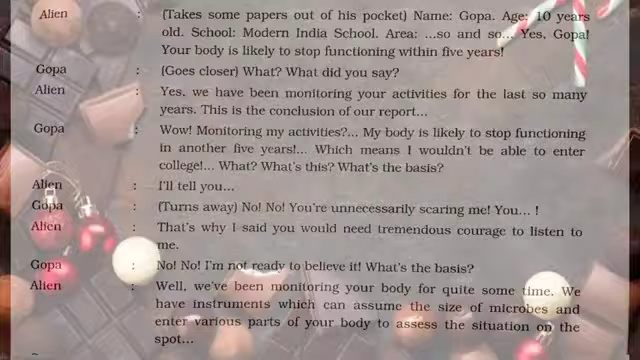 Alien : (Takes some papers out of his pocket) Name: Gopa. Age: 10 years
old. School: Modern India School. Area: ...so and so... Yes, Gopa!
Your body is likely to stop functioning within five years!
Gopa : (Goes closer) What? What did you say?
Alien : Yes, we have been monitoring your activities for the last so many
years. This is the conclusion of our report...
Gopa : Wow! Monitoring my activities?... My body is likely to stop functioning
in another five years!... Which means I wouldn't be able to enter
college!... What? What's this? What's the basis?
Alien : I'll tell you...
Gopa : (Turns away) No! No! You're unnecessarily scaring me! You... !
Alien : That's why I said you would need tremendous courage to listen to
me.
Gopa : No! No! I'm not ready to believe it! What's the basis?
Alien : Well, we've been monitoring your body for quite some time. We
have instruments which can assume the size of microbes and
enter various parts of your body to assess the situation on the
spot...